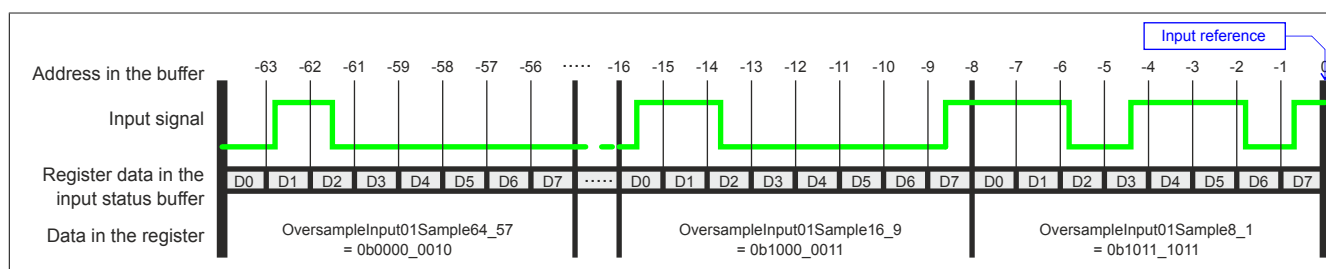 Input reference
Address in the buffer -63 -62 -61 -59 -58 -57 -56 ····· -16 -15 -14 -13 -12 -11 -10 -9 -8 -7 -6 -5 -4 -3 -2 -1 0
Input signal
Register data in the
input status buffer
D0 D1 D2 D3 D4 D5 D6 D7 ····· D0 D1 D2 D3 D4 D5 D6 D7 D0 D1 D2 D3 D4 D5 D6 D7
Data in the register
OversampleInput01Sample64_57
= 0b0000_0010
OversampleInput01Sample16_9
= 0b1000_0011
OversampleInput01Sample8_1
= 0b1011_1011